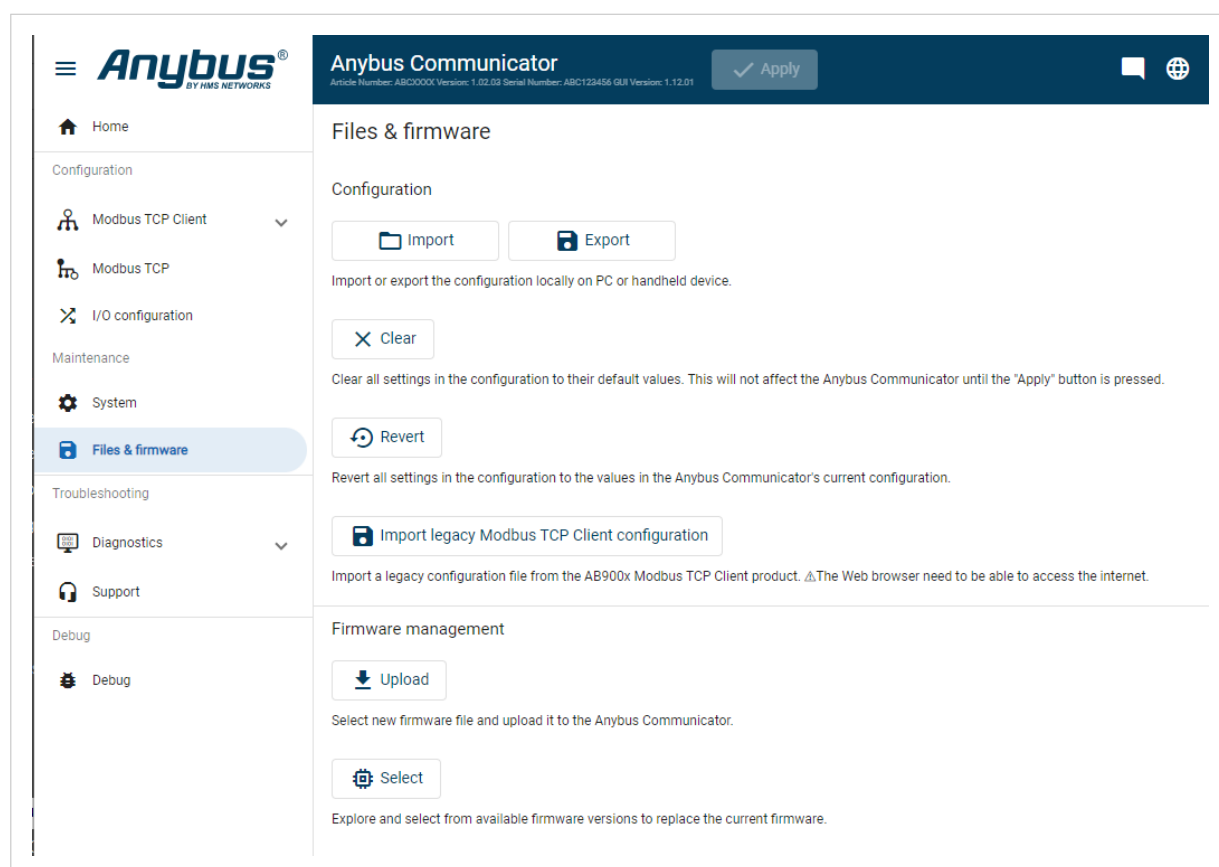 Anybus®
BY HMS NETWORKS
Anybus Communicator
Article Number: ABCXXXX Version: 1.02.03 Serial Number: ABC123456 GUI Version: 1.12.01
Apply
Home
Configuration
Modbus TCP Client
Modbus TCP
I/O configuration
Maintenance
System
Files & firmware
Troubleshooting
Diagnostics
Support
Debug
Debug
Files & firmware
Configuration
Import
Export
Import or export the configuration locally on PC or handheld device.
Clear
Clear all settings in the configuration to their default values. This will not affect the Anybus Communicator until the "Apply" button is pressed.
Revert
Revert all settings in the configuration to the values in the Anybus Communicator's current configuration.
Import legacy Modbus TCP Client configuration
Import a legacy configuration file from the AB900x Modbus TCP Client product. ⚠The Web browser need to be able to access the internet.
Firmware management
Upload
Select new firmware file and upload it to the Anybus Communicator.
Select
Explore and select from available firmware versions to replace the current firmware.